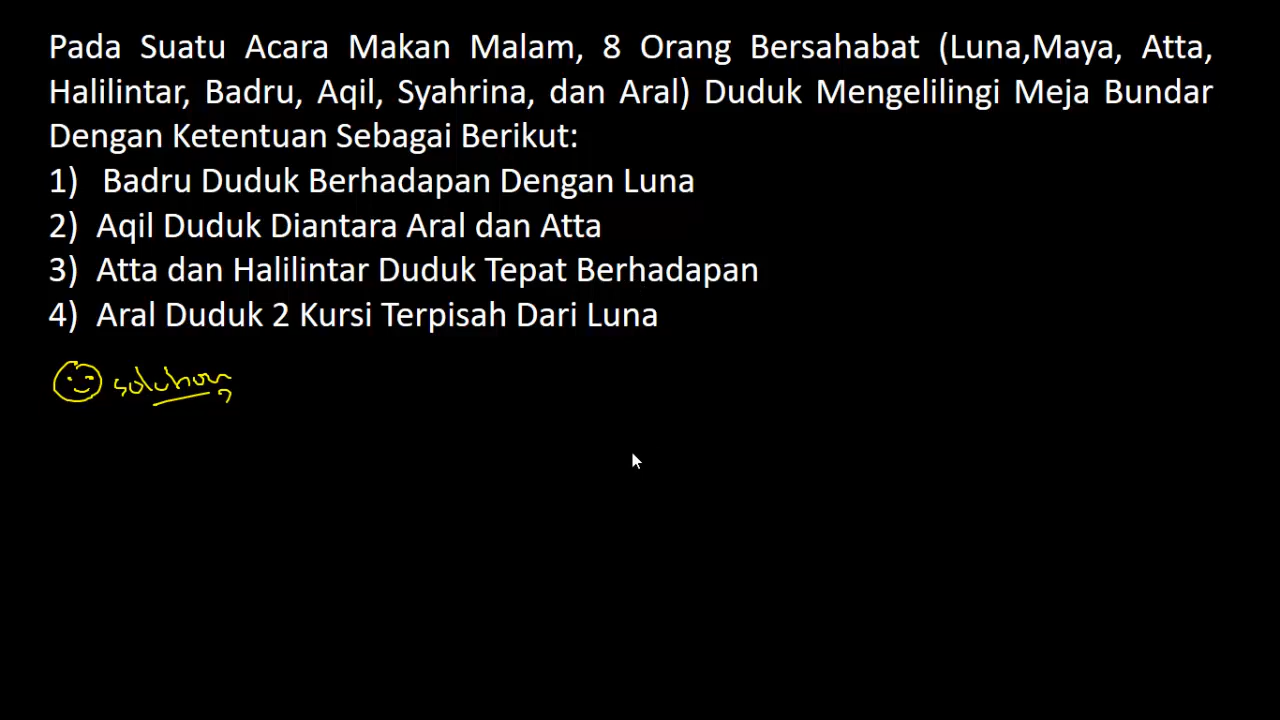 Pada Suatu Acara Makan Malam, 8 Orang Bersahabat (Luna,Maya, Atta,
Halilintar, Badru, Aqil, Syahrina, dan Aral) Duduk Mengelilingi Meja Bundar
Dengan Ketentuan Sebagai Berikut:
1) Badru Duduk Berhadapan Dengan Luna
2) Aqil Duduk Diantara Aral dan Atta
3) Atta dan Halilintar Duduk Tepat Berhadapan
4) Aral Duduk 2 Kursi Terpisah Dari Luna